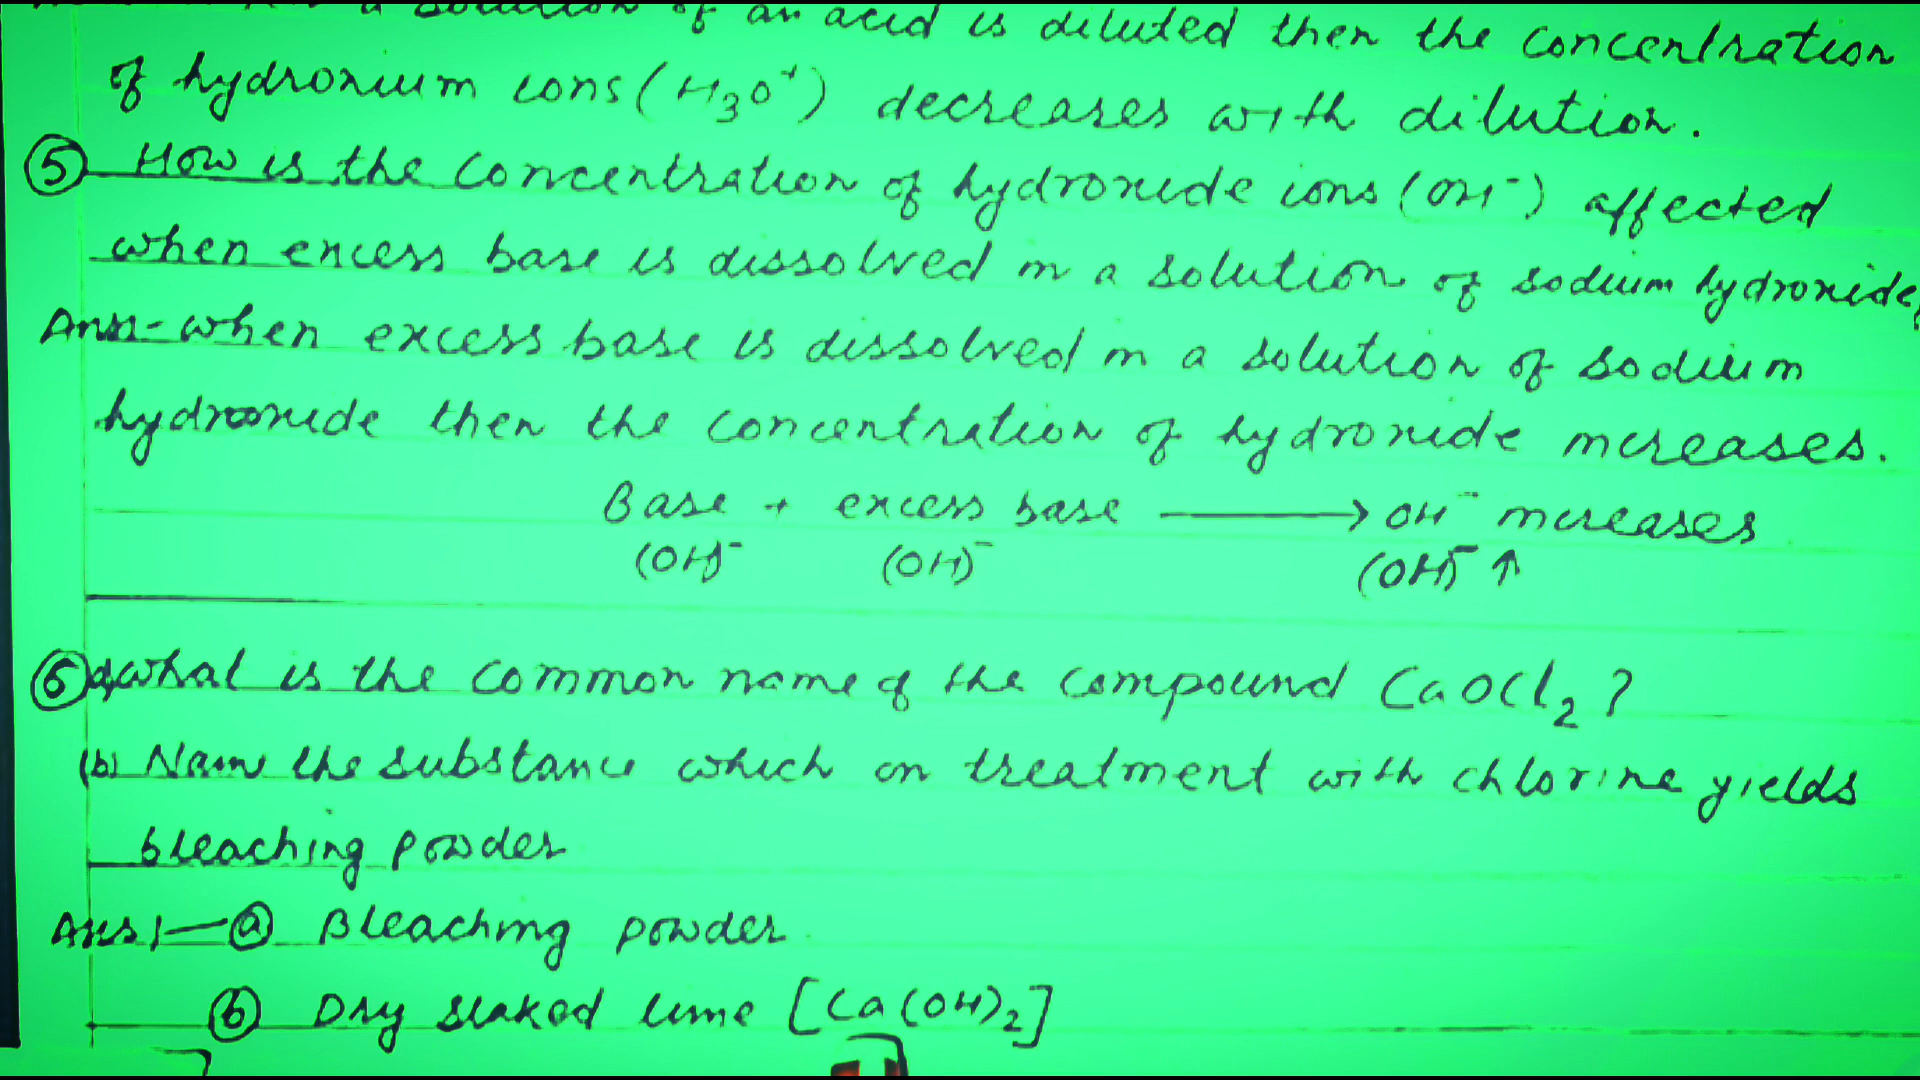 a solution of an acid is diluted then the concentration
of hydronium ions (H3O+) decreases with dilution.
5 How is the concentration of hydroxide ions (OH-) affected
when excess base is dissolved in a solution of sodium hydroxide,
Ans- when excess base is dissolved in a solution of sodium
hydroxide then the concentration of hydroxide increases.
Base + excess base → OH- increases
(OH)- (OH)- (OH)- ↑
6 a, what is the common name of the compound CaOCl2?
(b) Name the substance which on treatment with chlorine yields
bleaching powder
Ans:- a Bleaching powder
b Dry slaked lime [Ca(OH)2]